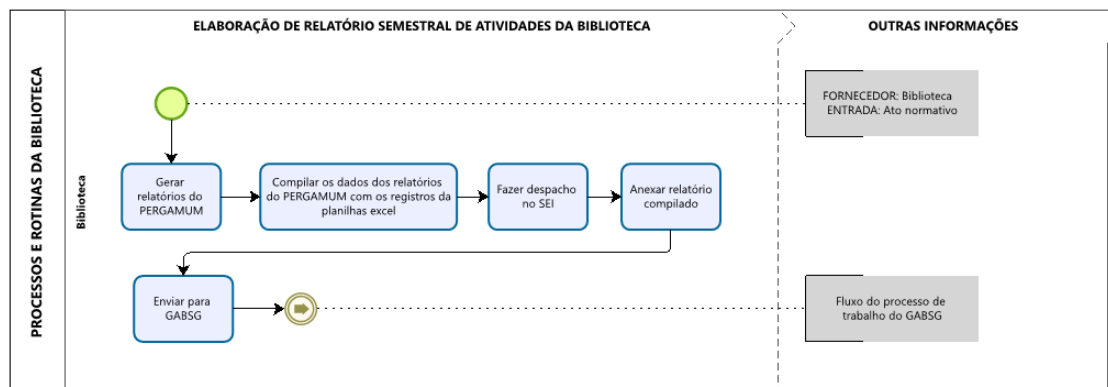 ELABORAÇÃO DE RELATÓRIO SEMESTRAL DE ATIVIDADES DA BIBLIOTECA
OUTRAS INFORMAÇÕES
PROCESSOS E ROTINAS DA BIBLIOTECA
Biblioteca
FORNECEDOR: Biblioteca
ENTRADA: Ato normativo
Gerar
relatórios do
PERGAMUM
Compilar os dados dos relatórios
do PERGAMUM com os registros da
planilhas excel
Fazer despacho
no SEI
Anexar relatório
compilado
Enviar para
GABSG
Fluxo do processo de
trabalho do GABSG